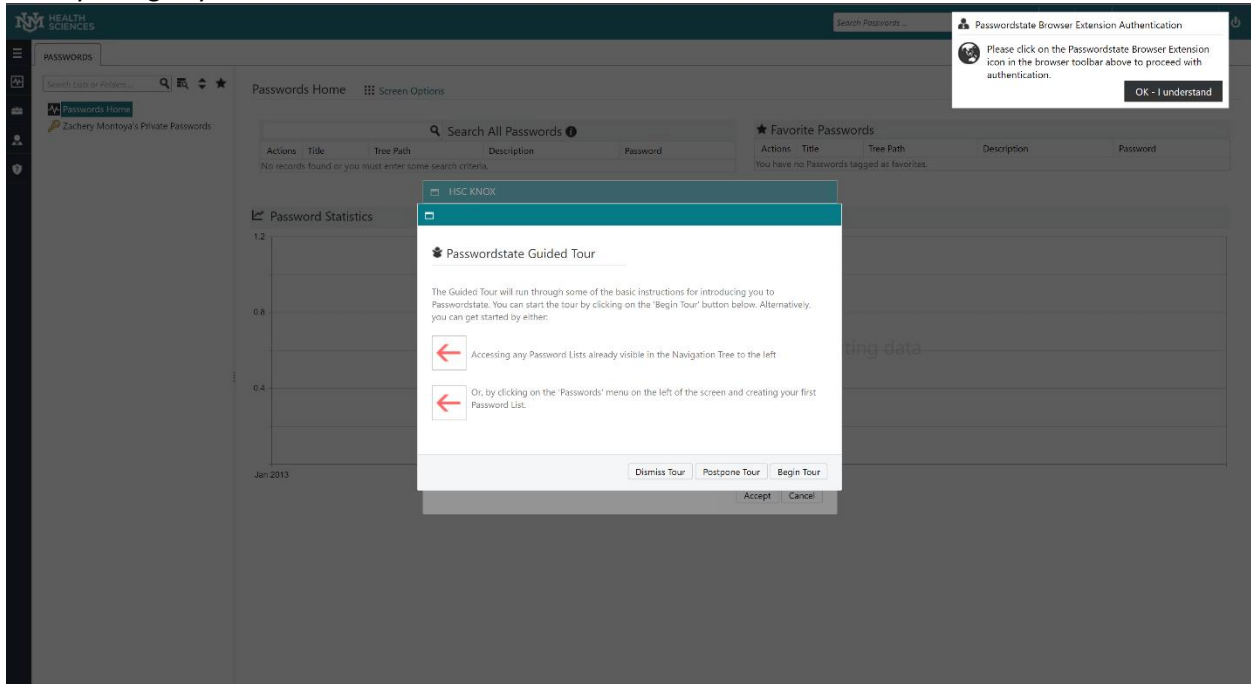 HEALTH
SCIENCES
Search Passwords ...
PASSWORDS
Search Lists or Folders...
Passwords Home
Zachery Montoya's Private Passwords
Passwords Home Screen Options
Search All Passwords
Actions Title Tree Path Description Password
No records found or you must enter some search criteria.
Favorite Passwords
Actions Title Tree Path Description Password
You have no Passwords tagged as favorites.
Passwordstate Browser Extension Authentication
Please click on the Passwordstate Browser Extension
icon in the browser toolbar above to proceed with
authentication.
OK - I understand
Password Statistics
1.2
0.8
0.4
Jan 2013
ting data
HSC KNOX
Passwordstate Guided Tour
The Guided Tour will run through some of the basic instructions for introducing you to
Passwordstate. You can start the tour by clicking on the 'Begin Tour' button below. Alternatively,
you can get started by either:
Accessing any Password Lists already visible in the Navigation Tree to the left
Or, by clicking on the 'Passwords' menu on the left of the screen and creating your first
Password List.
Dismiss Tour Postpone Tour Begin Tour
Accept Cancel